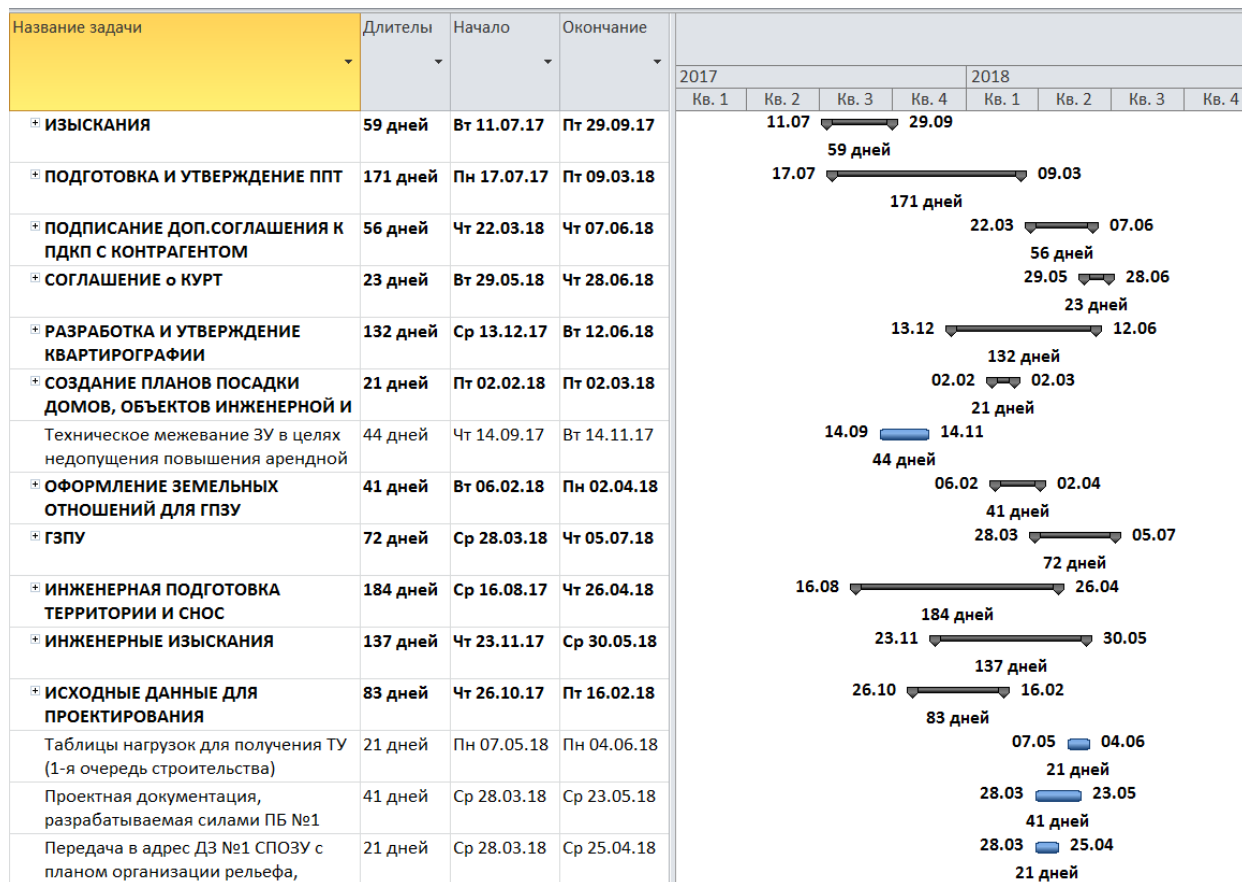 Название задачи Длителы Начало Окончание
2017 2018
Кв. 1 Кв. 2 Кв. 3 Кв. 4 Кв. 1 Кв. 2 Кв. 3 Кв. 4
ИЗЫСКАНИЯ 59 дней Вт 11.07.17 Пт 29.09.17 11.07 29.09
59 дней
ПОДГОТОВКА И УТВЕРЖДЕНИЕ ППТ 171 дней Пн 17.07.17 Пт 09.03.18 17.07 09.03
171 дней
ПОДПИСАНИЕ ДОП.СОГЛАШЕНИЯ К 56 дней Чт 22.03.18 Чт 07.06.18 22.03 07.06
ПДКП С КОНТРАГЕНТОМ 56 дней
СОГЛАШЕНИЕ о КУРТ 23 дней Вт 29.05.18 Чт 28.06.18 29.05 28.06
23 дней
РАЗРАБОТКА И УТВЕРЖДЕНИЕ 132 дней Ср 13.12.17 Вт 12.06.18 13.12 12.06
КВАРТИРОГРАФИИ 132 дней
СОЗДАНИЕ ПЛАНОВ ПОСАДКИ 21 дней Пт 02.02.18 Пт 02.03.18 02.02 02.03
ДОМОВ, ОБЪЕКТОВ ИНЖЕНЕРНОЙ И 21 дней
Техническое межевание ЗУ в целях 44 дней Чт 14.09.17 Вт 14.11.17 14.09 14.11
недопущения повышения арендной 44 дней
ОФОРМЛЕНИЕ ЗЕМЕЛЬНЫХ 41 дней Вт 06.02.18 Пн 02.04.18 06.02 02.04
ОТНОШЕНИЙ ДЛЯ ГПЗУ 41 дней
ГЗПУ 72 дней Ср 28.03.18 Чт 05.07.18 28.03 05.07
72 дней
ИНЖЕНЕРНАЯ ПОДГОТОВКА 184 дней Ср 16.08.17 Чт 26.04.18 16.08 26.04
ТЕРРИТОРИИ И СНОС 184 дней
ИНЖЕНЕРНЫЕ ИЗЫСКАНИЯ 137 дней Чт 23.11.17 Ср 30.05.18 23.11 30.05
137 дней
ИСХОДНЫЕ ДАННЫЕ ДЛЯ 83 дней Чт 26.10.17 Пт 16.02.18 26.10 16.02
ПРОЕКТИРОВАНИЯ 83 дней
Таблицы нагрузок для получения ТУ 21 дней Пн 07.05.18 Пн 04.06.18 07.05 04.06
(1-я очередь строительства) 21 дней
Проектная документация, 41 дней Ср 28.03.18 Ср 23.05.18 28.03 23.05
разрабатываемая силами ПБ №1 41 дней
Передача в адрес ДЗ №1 СПОЗУ с 21 дней Ср 28.03.18 Ср 25.04.18 28.03 25.04
планом организации рельефа, 21 дней